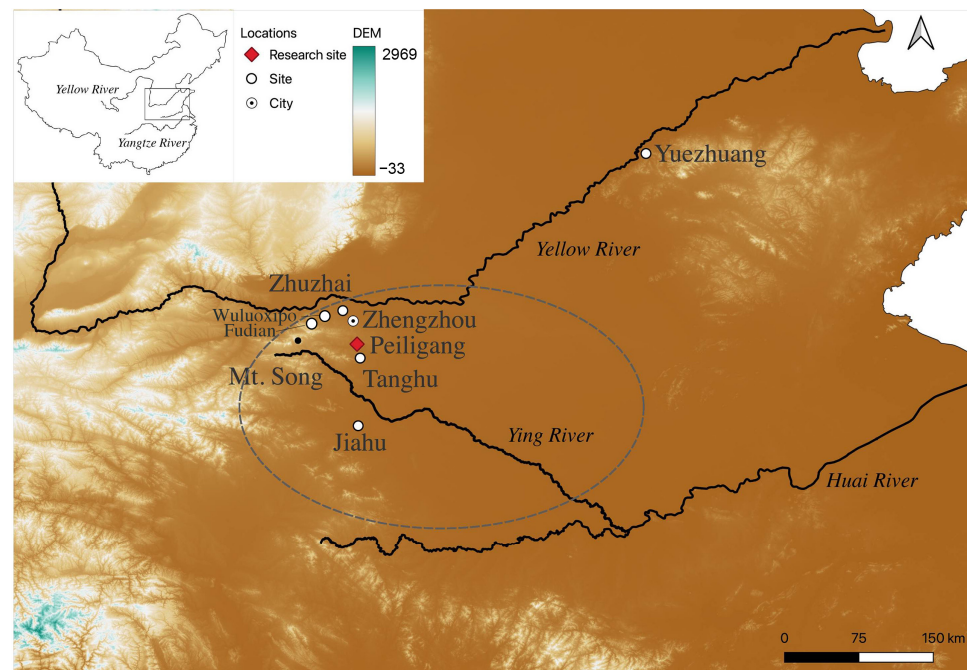 Yellow River
Yangtze River
Locations
Research site
Site
City
DEM
2969
−33
Yuezhuang
Yellow River
Zhuzhai
Wuluoxipo
Fudian
Zhengzhou
Peiligang
Mt. Song
Tanghu
Jiahu
Ying River
Huai River
0 75 150 km